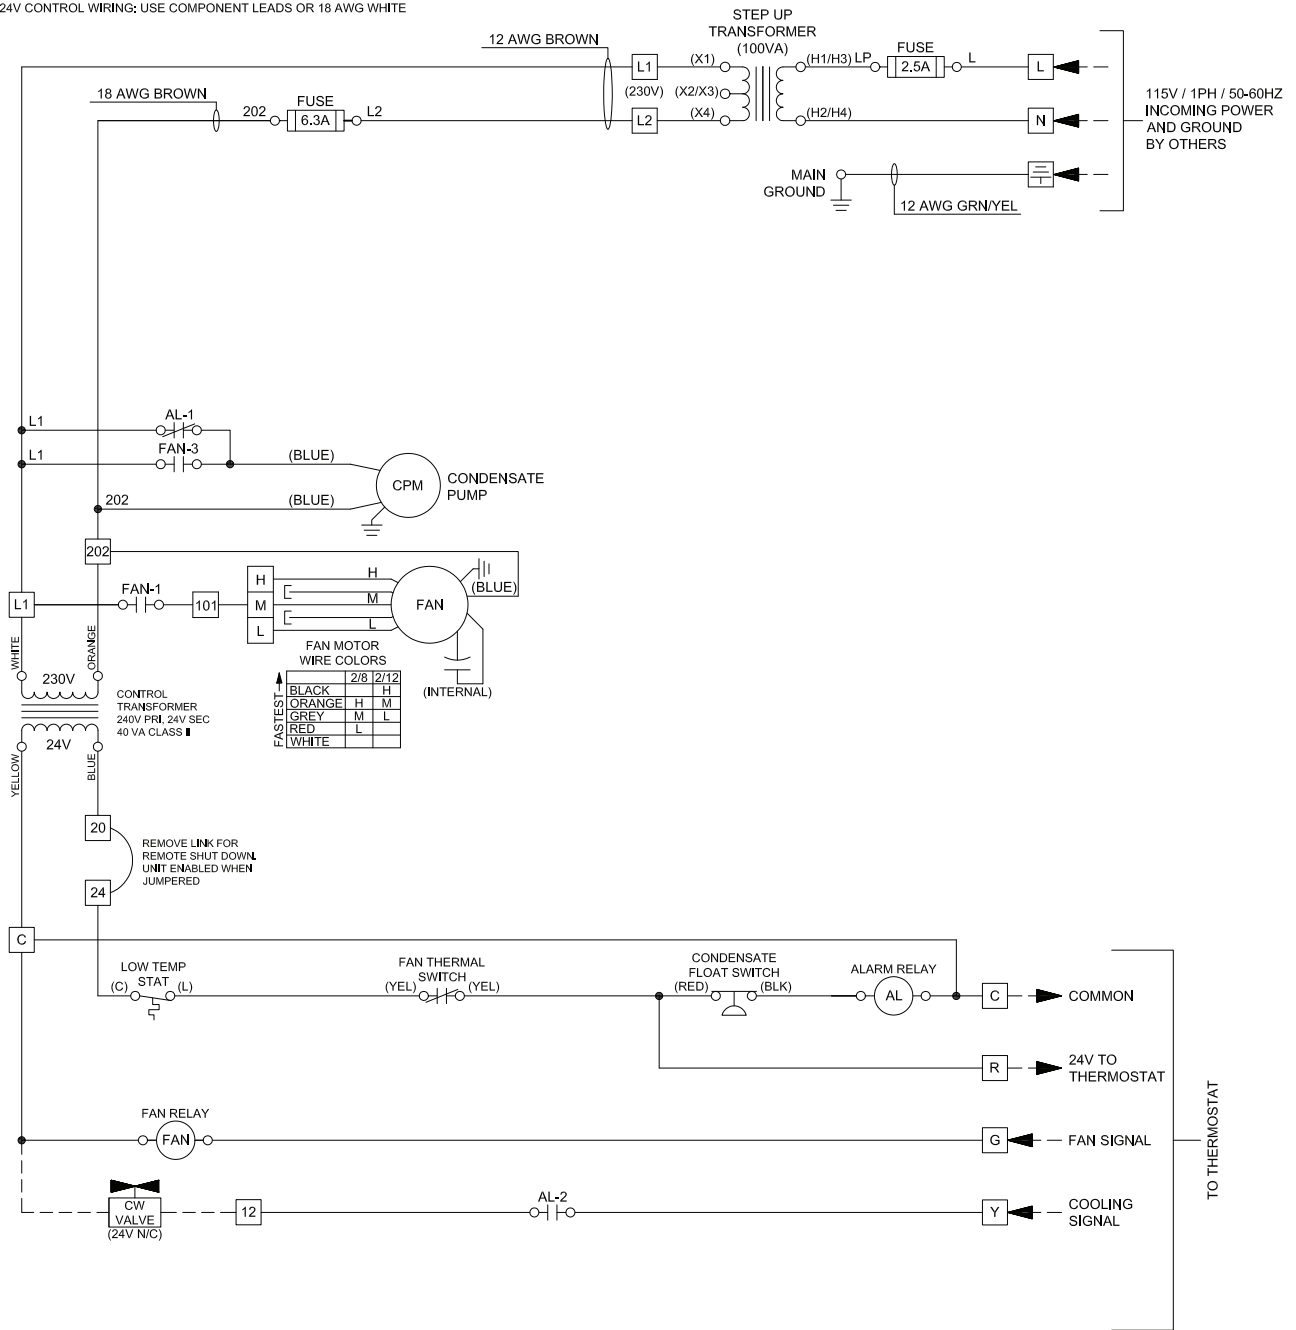 24V CONTROL WIRING: USE COMPONENT LEADS OR 18 AWG WHITE
STEP UP
TRANSFORMER
(100VA)
12 AWG BROWN
L1
(X1)
(H1/H3)
LP
FUSE
2.5A
L
L
(230V)
(X2/X3)
18 AWG BROWN
202
FUSE
6.3A
L2
L2
(X4)
(H2/H4)
N
115V / 1PH / 50-60HZ
INCOMING POWER
AND GROUND
BY OTHERS
MAIN
GROUND
12 AWG GRN/YEL
L1
AL-1
L1
FAN-3
(BLUE)
CPM
CONDENSATE
PUMP
202
(BLUE)
202
L1
FAN-1
101
H
M
L
H
M
L
FAN
(BLUE)
(INTERNAL)
WHITE
ORANGE
230V
24V
YELLOW
BLUE
CONTROL
TRANSFORMER
240V PRI, 24V SEC
40 VA CLASS II
FAN MOTOR
WIRE COLORS
FASTEST
2/8 2/12
BLACK H
ORANGE H M
GREY M L
RED L
WHITE
20
REMOVE LINK FOR
REMOTE SHUT DOWN.
UNIT ENABLED WHEN
JUMPERED
24
C
LOW TEMP
STAT
(C)
(L)
FAN THERMAL
SWITCH
(YEL)
(YEL)
CONDENSATE
FLOAT SWITCH
(RED)
(BLK)
ALARM RELAY
AL
C
COMMON
R
24V TO
THERMOSTAT
FAN RELAY
FAN
G
FAN SIGNAL
TO THERMOSTAT
CW
VALVE
(24V N/C)
12
AL-2
Y
COOLING
SIGNAL